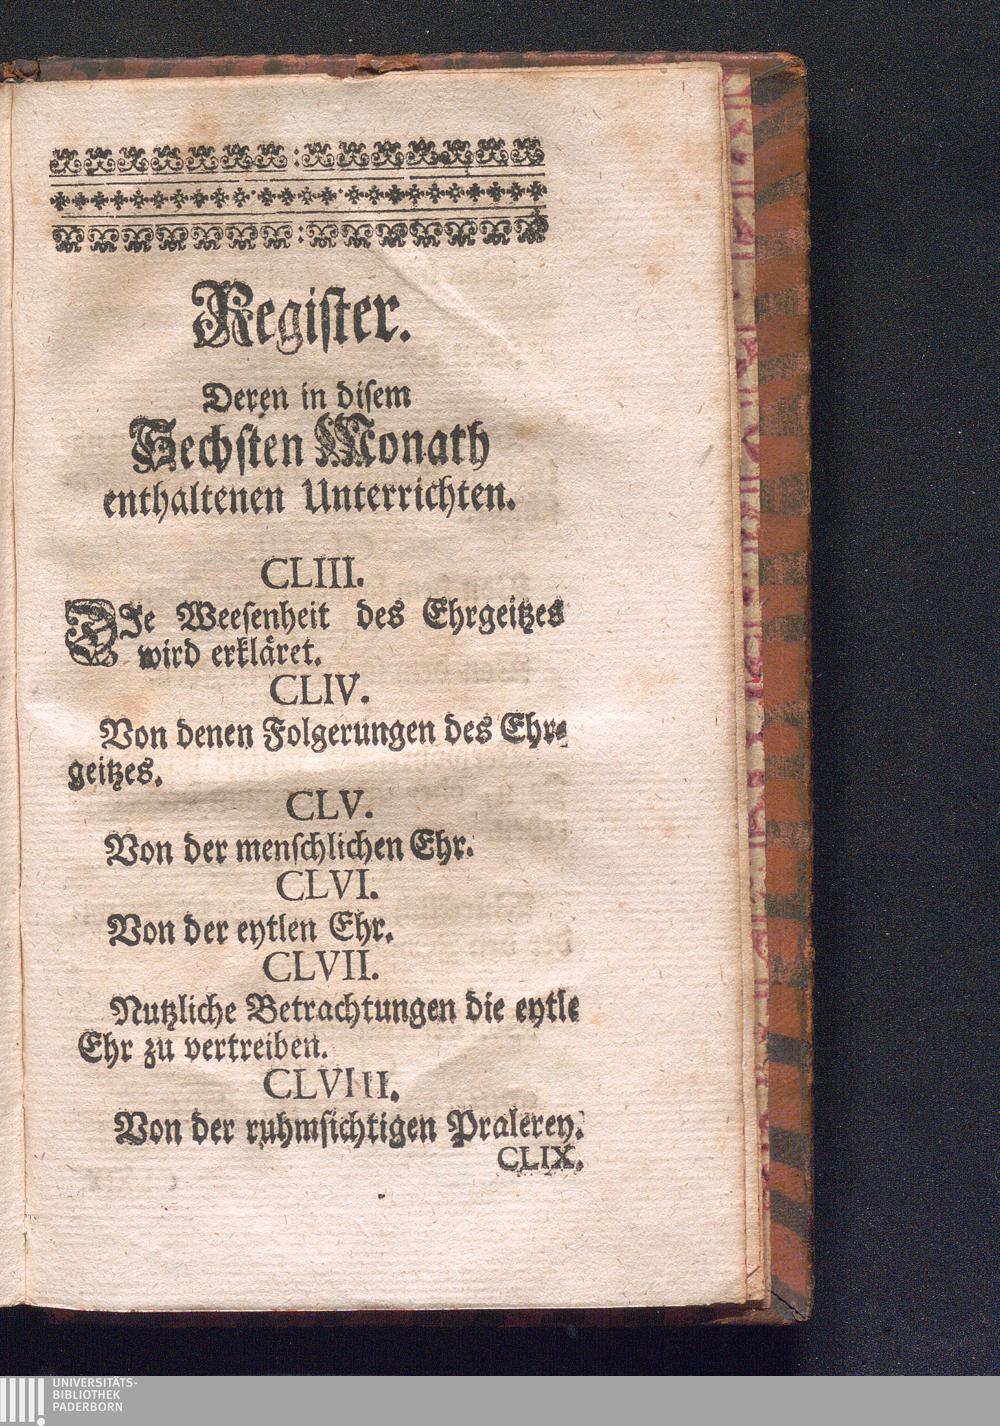 Register.
Deren in disem
Sechsten Monath
enthaltenen Unterrichten.
CLIII.
DIe Weesenheit des Ehrgeitzes
wird erkläret.
CLIV.
Von denen Folgerungen des Ehr-
geitzes.
CLV.
Von der menschlichen Ehr.
CLVI.
Von der eytlen Ehr.
CLVII.
Nutzliche Betrachtungen die eytle
Ehr zu vertreiben.
CLVIII.
Von der ruhmsichtigen Pralerey.
CLIX.
UNIVERSITÄTS-
BIBLIOTHEK
PADERBORN